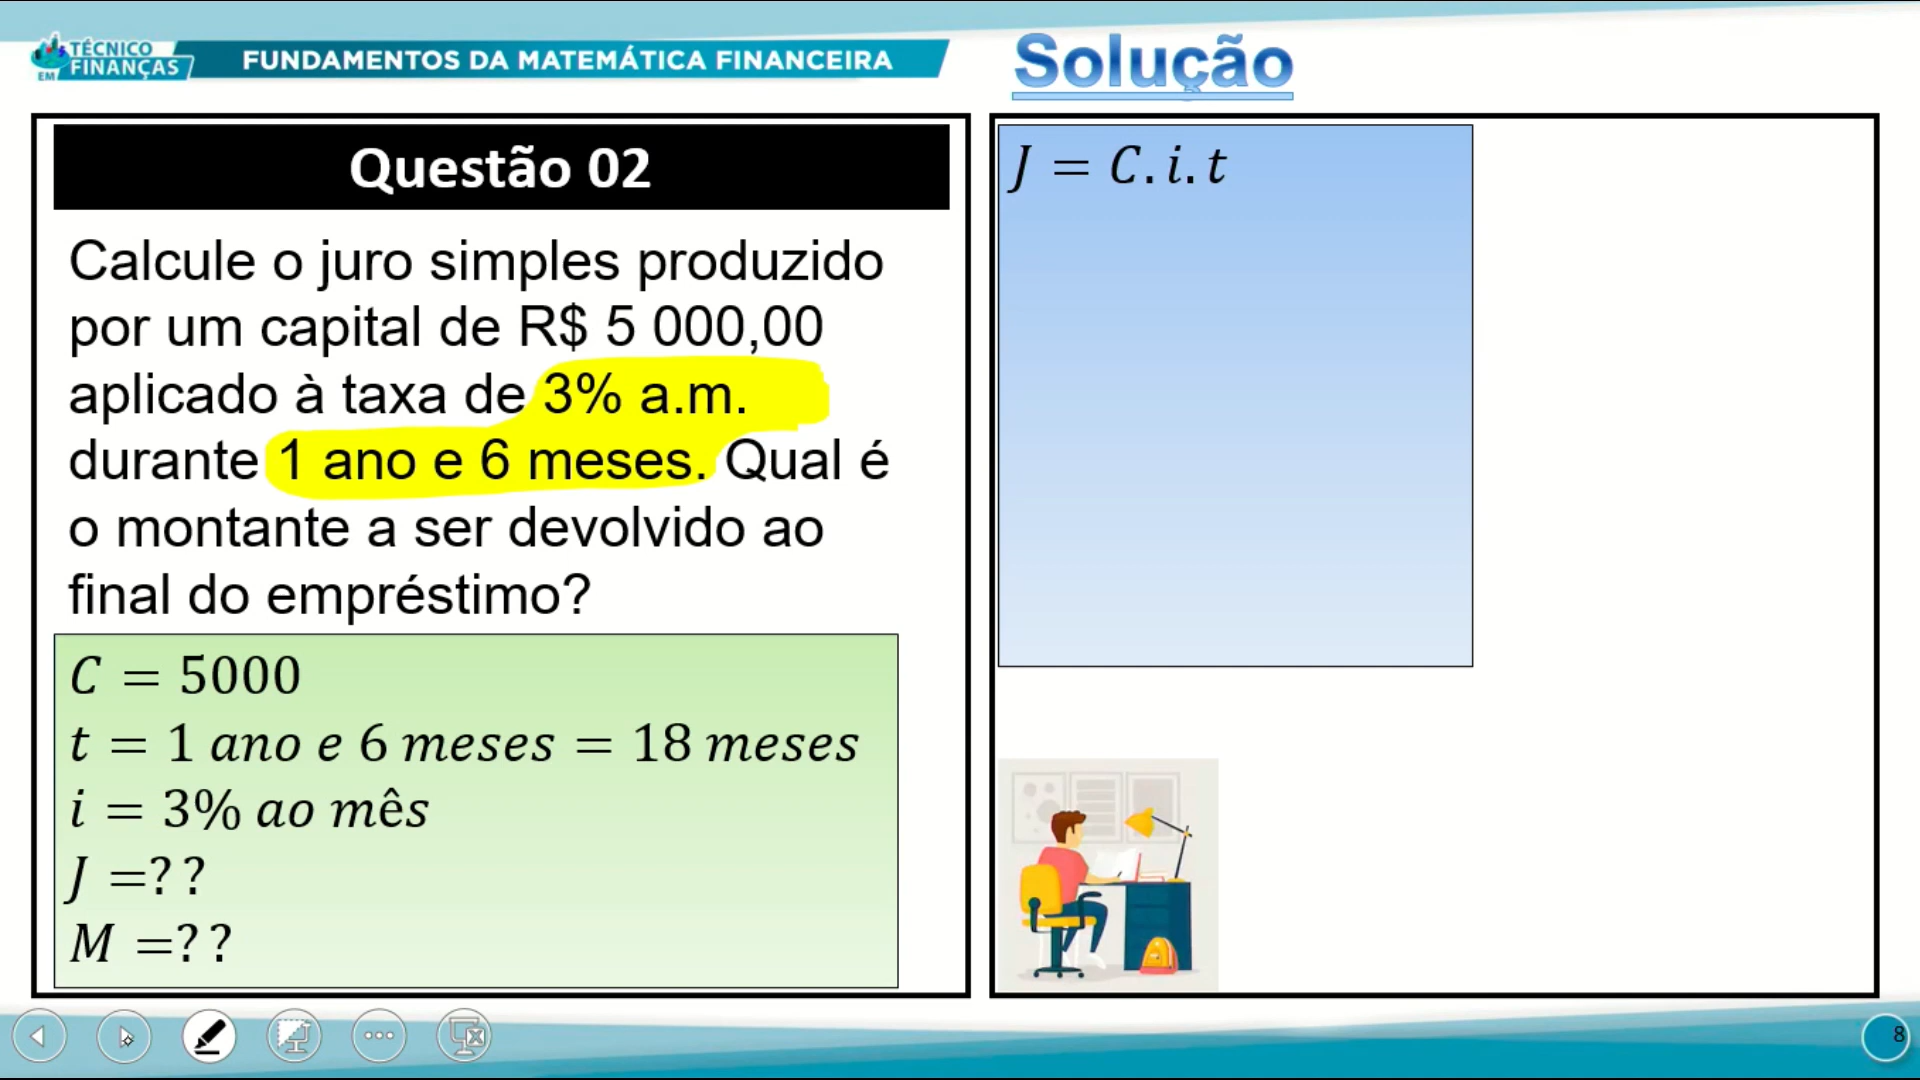 TÉCNICO
EM FINANÇAS
FUNDAMENTOS DA MATEMÁTICA FINANCEIRA
Solução
Questão 02
Calcule o juro simples produzido
por um capital de R$ 5 000,00
aplicado à taxa de 3% a.m.
durante 1 ano e 6 meses. Qual é
o montante a ser devolvido ao
final do empréstimo?
C = 5000
t = 1 ano e 6 meses = 18 meses
i = 3% ao mês
J =??
M =??
J = C.i.t
8